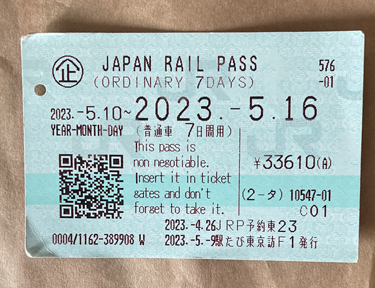 企 JAPAN RAIL PASS 576
(ORDINARY 7DAYS) -01
2023.-5.10~2023.-5.16
YEAR-MONTH-DAY (普通車 7日間用)
This pass is
non negotiable.
Insert it in ticket
gates and don't
forget to take it.
¥33610(A)
(2-タ) 10547-01
C01
2023.-4.26JRP予約東23
0004/1162-389908 W 2023.-5.-9駅たび東京訪F1発行